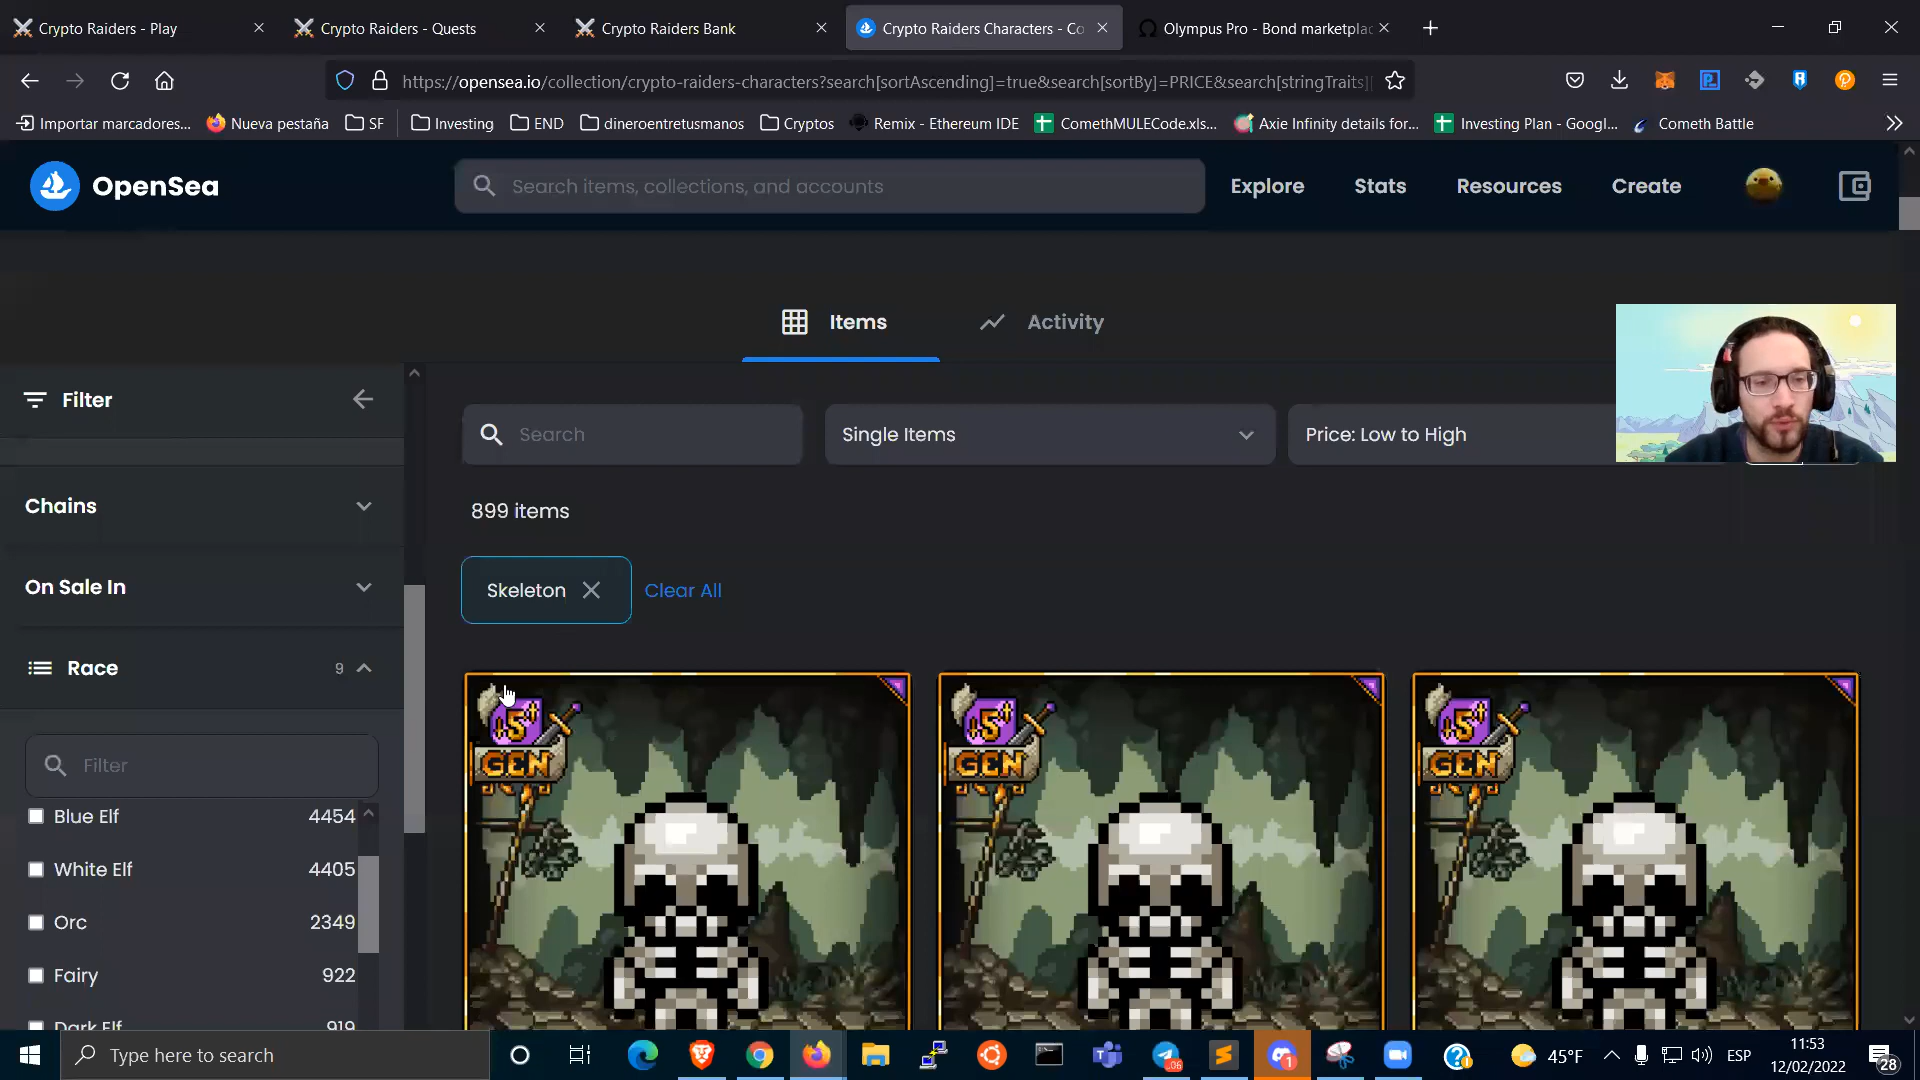 Crypto Raiders - Play
Crypto Raiders - Quests
Crypto Raiders Bank
Crypto Raiders Characters - Co
Olympus Pro - Bond marketplac
https://opensea.io/collection/crypto-raiders-characters?search[sortAscending]=true&search[sortBy]=PRICE&search[stringTraits][
Importar marcadores...
Nueva pestaña
SF
Investing
END
dineroentretusmanos
Cryptos
Remix - Ethereum IDE
ComethMULECode.xls...
Axie Infinity details for...
Investing Plan - Googl...
Cometh Battle
OpenSea
Search items, collections, and accounts
Explore
Stats
Resources
Create
Items
Activity
Filter
Search
Single Items
Price: Low to High
899 items
Chains
Skeleton
Clear All
On Sale In
Race
9
Filter
Blue Elf 4454
White Elf 4405
Orc 2349
Fairy 922
Dark Elf 919
GEN
GEN
GEN
Type here to search
45°F
ESP
11:53
12/02/2022
28